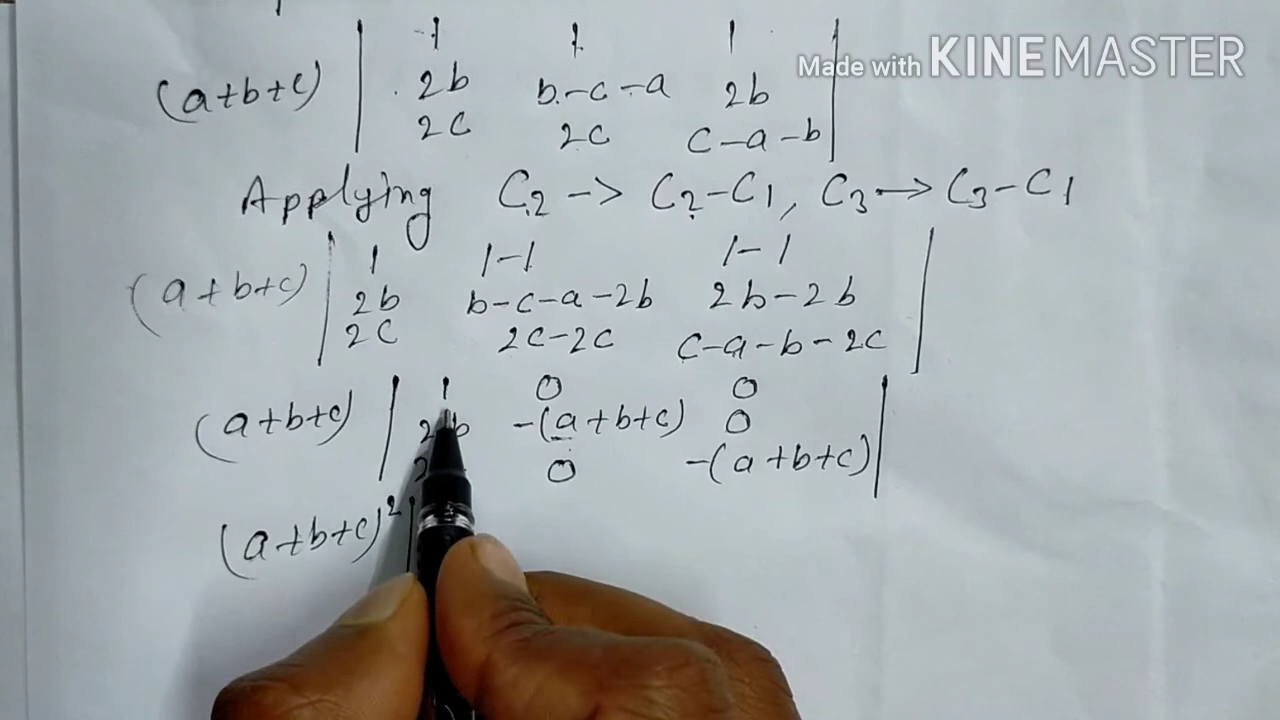 Made with KINEMASTER
(a+b+c) | 1 1 1 |
2b b-c-a 2b
2c 2c c-a-b
Applying C2 -> C2-C1, C3 -> C3-C1
(a+b+c) | 1 1-1 1-1 |
2b b-c-a-2b 2b-2b
2c 2c-2c c-a-b-2c
(a+b+c) | 1 0 0 |
2b -(a+b+c) 0
0 -(a+b+c)
(a+b+c)² |